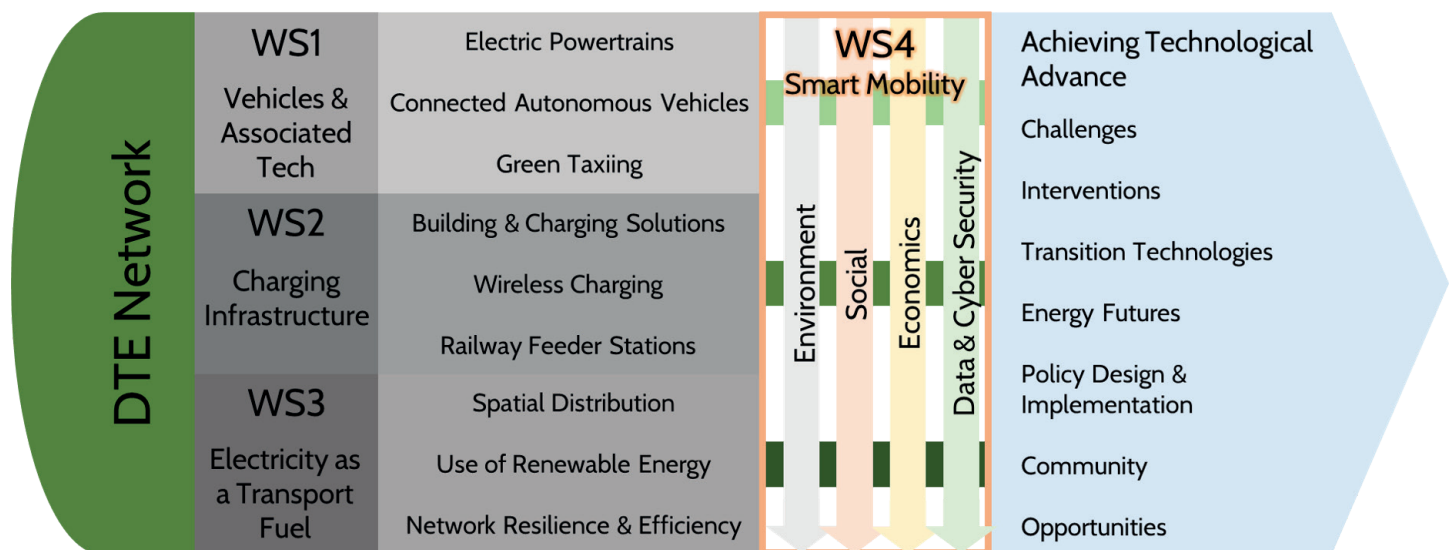 DTE Network
WS1
Vehicles &
Associated
Tech
Electric Powertrains
Connected Autonomous Vehicles
Green Taxiing
WS2
Charging
Infrastructure
Building & Charging Solutions
Wireless Charging
Railway Feeder Stations
WS3
Electricity as
a Transport
Fuel
Spatial Distribution
Use of Renewable Energy
Network Resilience & Efficiency
WS4
Smart Mobility
Environment
Social
Economics
Data & Cyber Security
Achieving Technological
Advance
Challenges
Interventions
Transition Technologies
Energy Futures
Policy Design &
Implementation
Community
Opportunities